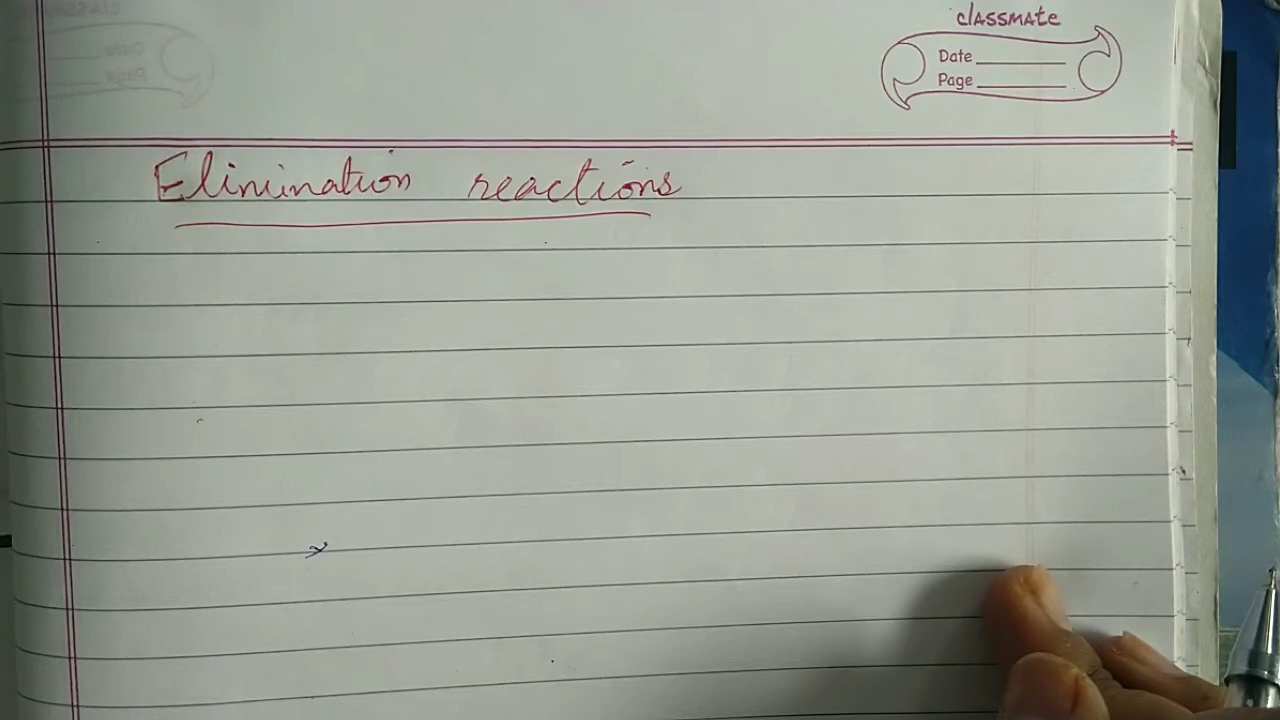 classmate
Date
Page
Elimination reactions